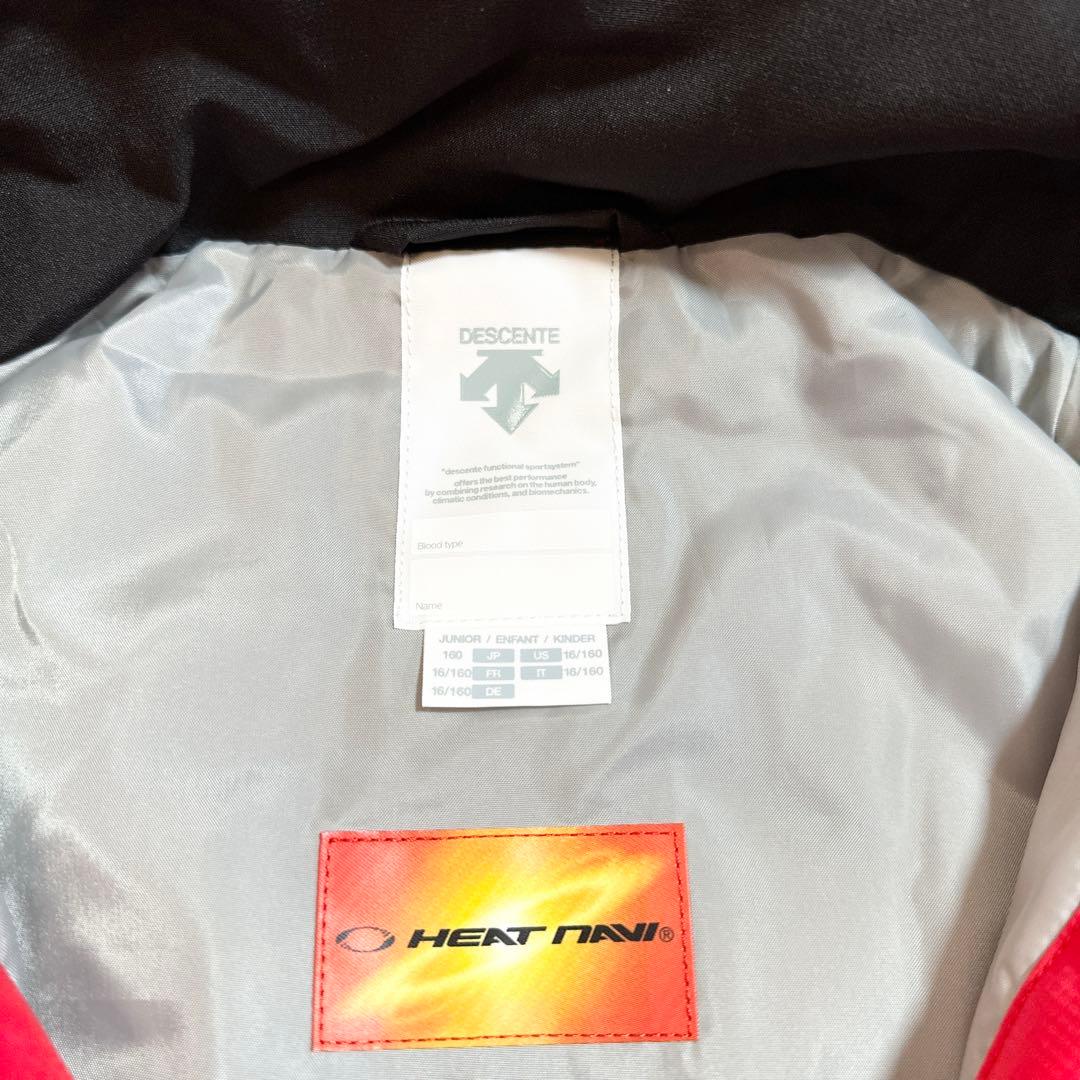 DESCENTE
"descente functional sportsystem"
offers the best performance
by combining research on the human body,
climatic conditions, and biomechanics.
Blood type
Name
JUNIOR / ENFANT / KINDER
160 JP US 16/160
16/160 FR IT 16/160
16/160 DE
HEAT NAVI®